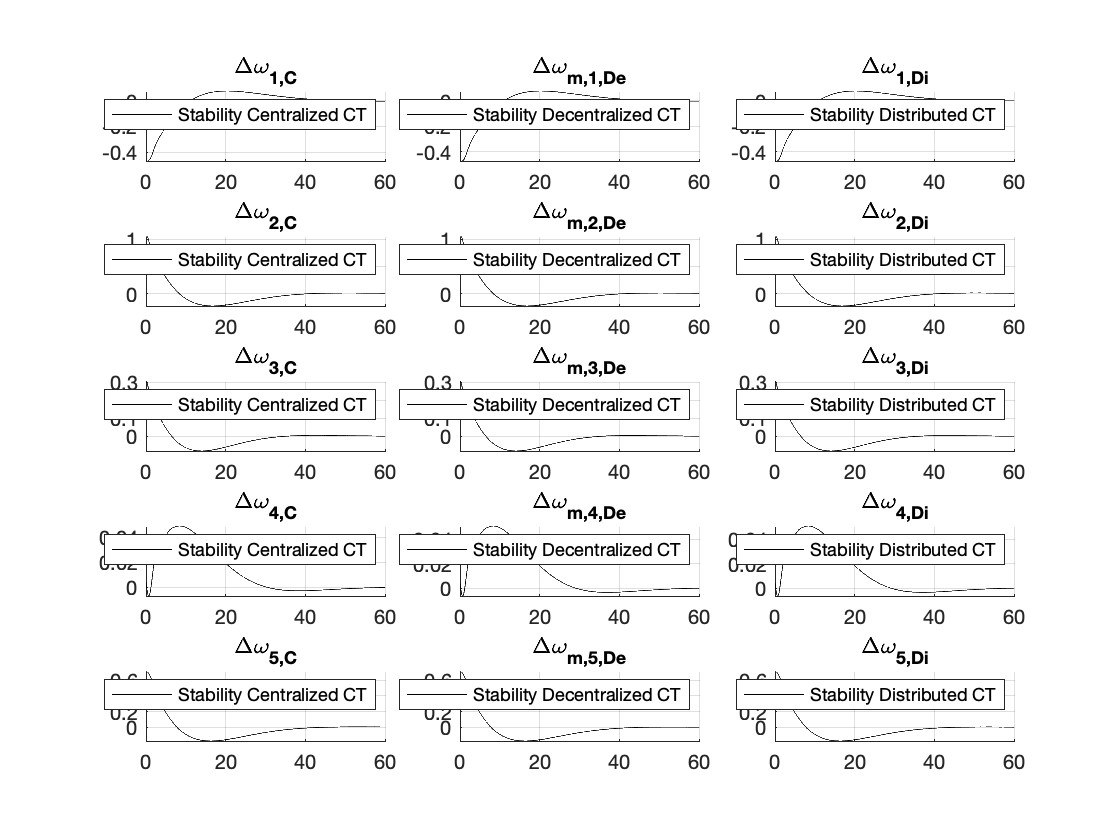 Δω1,C Δωm,1,De Δω1,Di
Stability Centralized CT Stability Decentralized CT Stability Distributed CT
-0.4 -0.4 -0.4
0 20 40 60 0 20 40 60 0 20 40 60
Δω2,C Δωm,2,De Δω2,Di
1 1 1
Stability Centralized CT Stability Decentralized CT Stability Distributed CT
0 0 0
0 20 40 60 0 20 40 60 0 20 40 60
Δω3,C Δωm,3,De Δω3,Di
0.3 0.3 0.3
Stability Centralized CT Stability Decentralized CT Stability Distributed CT
0 0 0
0 20 40 60 0 20 40 60 0 20 40 60
Δω4,C Δωm,4,De Δω4,Di
Stability Centralized CT Stability Decentralized CT Stability Distributed CT
0.02 0.02 0.02
0 0 0
0 20 40 60 0 20 40 60 0 20 40 60
Δω5,C Δωm,5,De Δω5,Di
Stability Centralized CT Stability Decentralized CT Stability Distributed CT
0.2 0.2 0.2
0 0 0
0 20 40 60 0 20 40 60 0 20 40 60